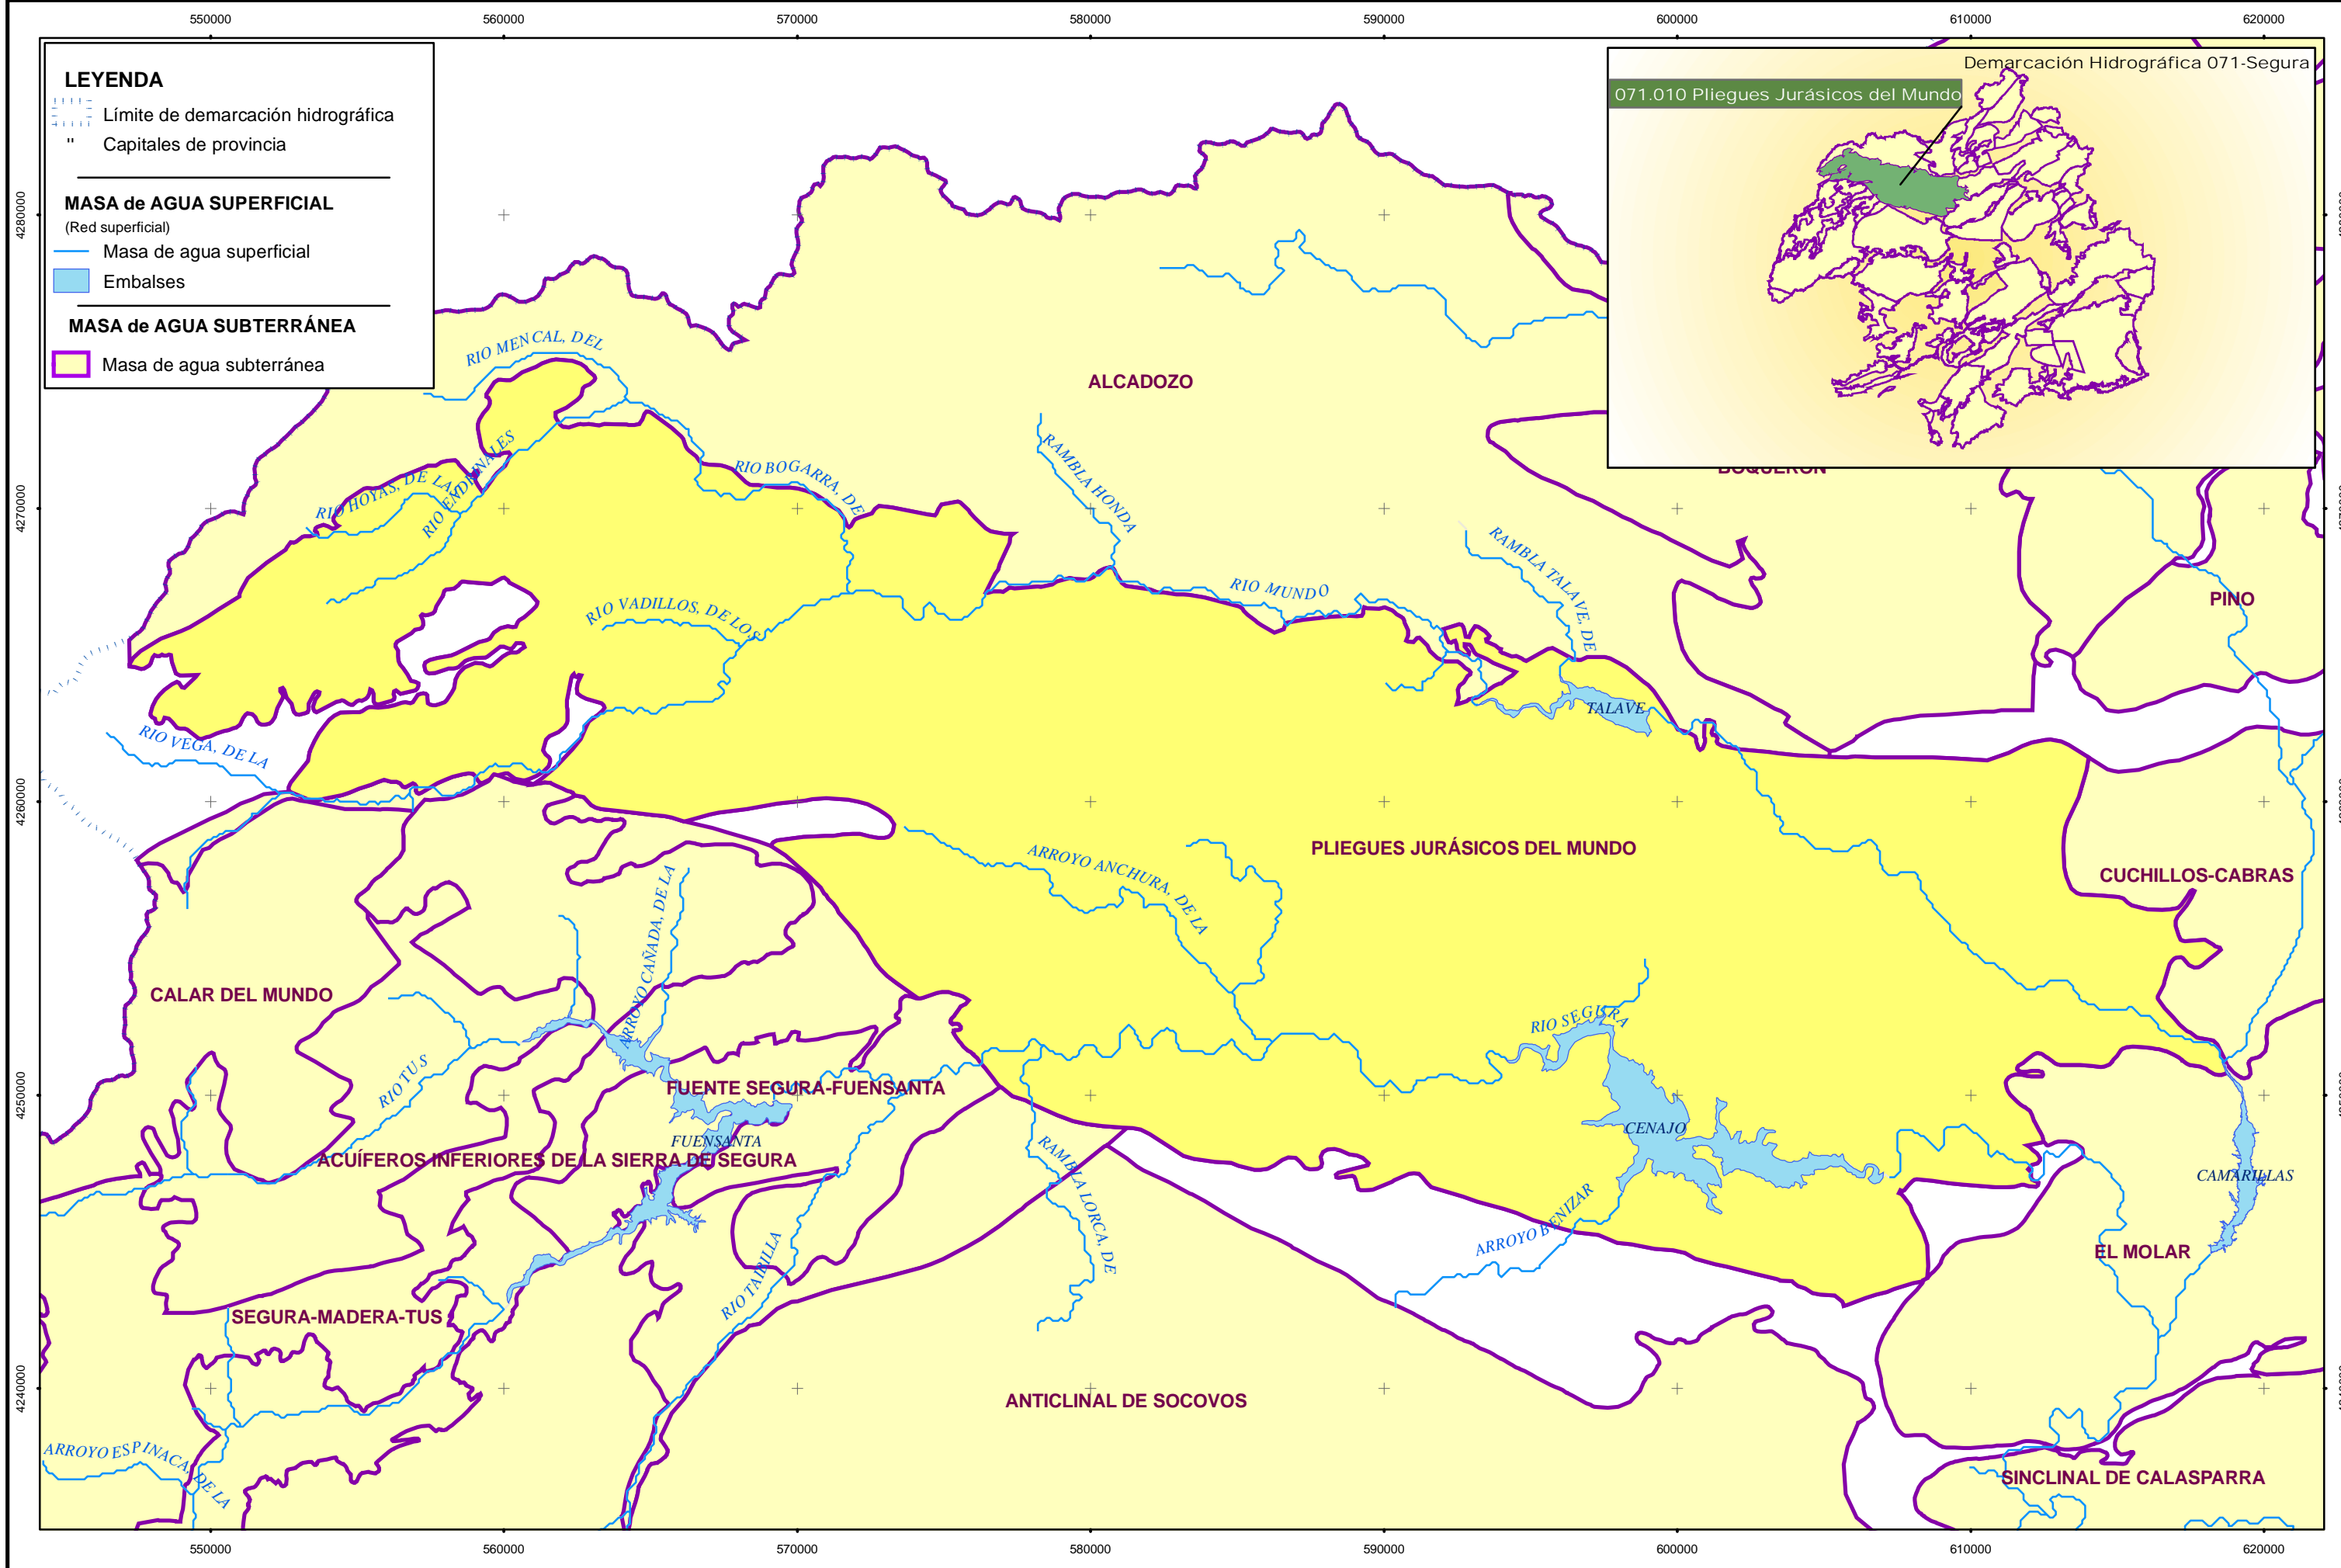 550000 560000 570000 580000 590000 600000 610000 620000
LEYENDA
Límite de demarcación hidrográfica
" Capitales de provincia
MASA de AGUA SUPERFICIAL
(Red superficial)
Masa de agua superficial
Embalses
MASA de AGUA SUBTERRÁNEA
Masa de agua subterránea
Demarcación Hidrográfica 071-Segura
071.010 Pliegues Jurásicos del Mundo
4280000
RIO MENCAL, DEL
ALCADOZO
BOQUERON
RIO BOGARRA, DE
RAMBLA HONDA
RIO HOYAS, DE LA
RIO ENDRINALES
4270000
RAMBLA TALAVE, DE
RIO MUNDO
PINO
RIO VADILLOS, DE LOS
TALAVE
RIO VEGA, DE LA
4260000
PLIEGUES JURÁSICOS DEL MUNDO
ARROYO ANCHURA, DE LA
CUCHILLOS-CABRAS
ARROYO CAÑADA, DE LA
CALAR DEL MUNDO
RIO SEGURA
RIO TUS
4250000
FUENTE SEGURA-FUENSANTA
CENAJO
FUENSANTA
ACUÍFEROS INFERIORES DE LA SIERRA DE SEGURA
CAMARILLAS
RAMBLA LORCA, DE
ARROYO BENIZAR
EL MOLAR
RIO TAIBILLA
SEGURA-MADERA-TUS
4240000
ANTICLINAL DE SOCOVOS
ARROYO ESPINACA, DE LA
SINCLINAL DE CALASPARRA
550000 560000 570000 580000 590000 600000 610000 620000